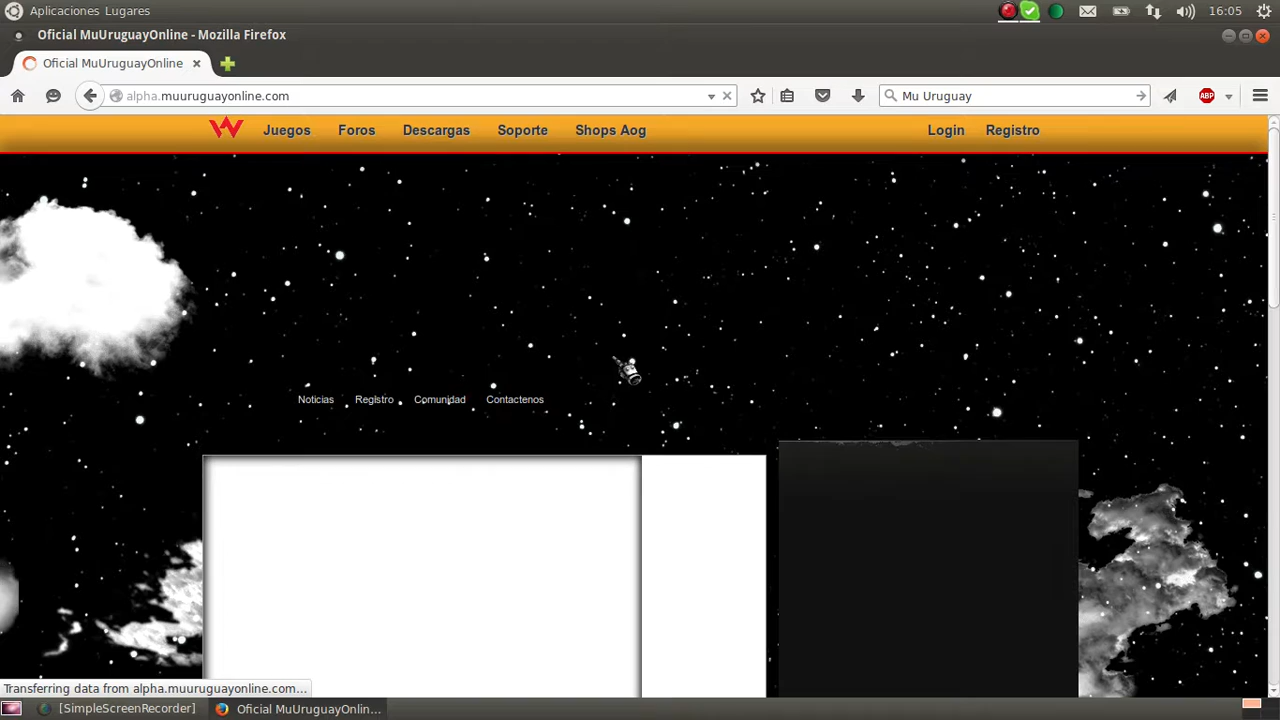 Aplicaciones Lugares
16:05
Oficial MuUruguayOnline - Mozilla Firefox
Oficial MuUruguayOnline
alpha.muuruguayonline.com
Mu Uruguay
ABP
Juegos Foros Descargas Soporte Shops Aog Login Registro
Noticias Registro Comunidad Contactenos
Transferring data from alpha.muuruguayonline.com...
[SimpleScreenRecorder]
Oficial MuUruguayOnlin...